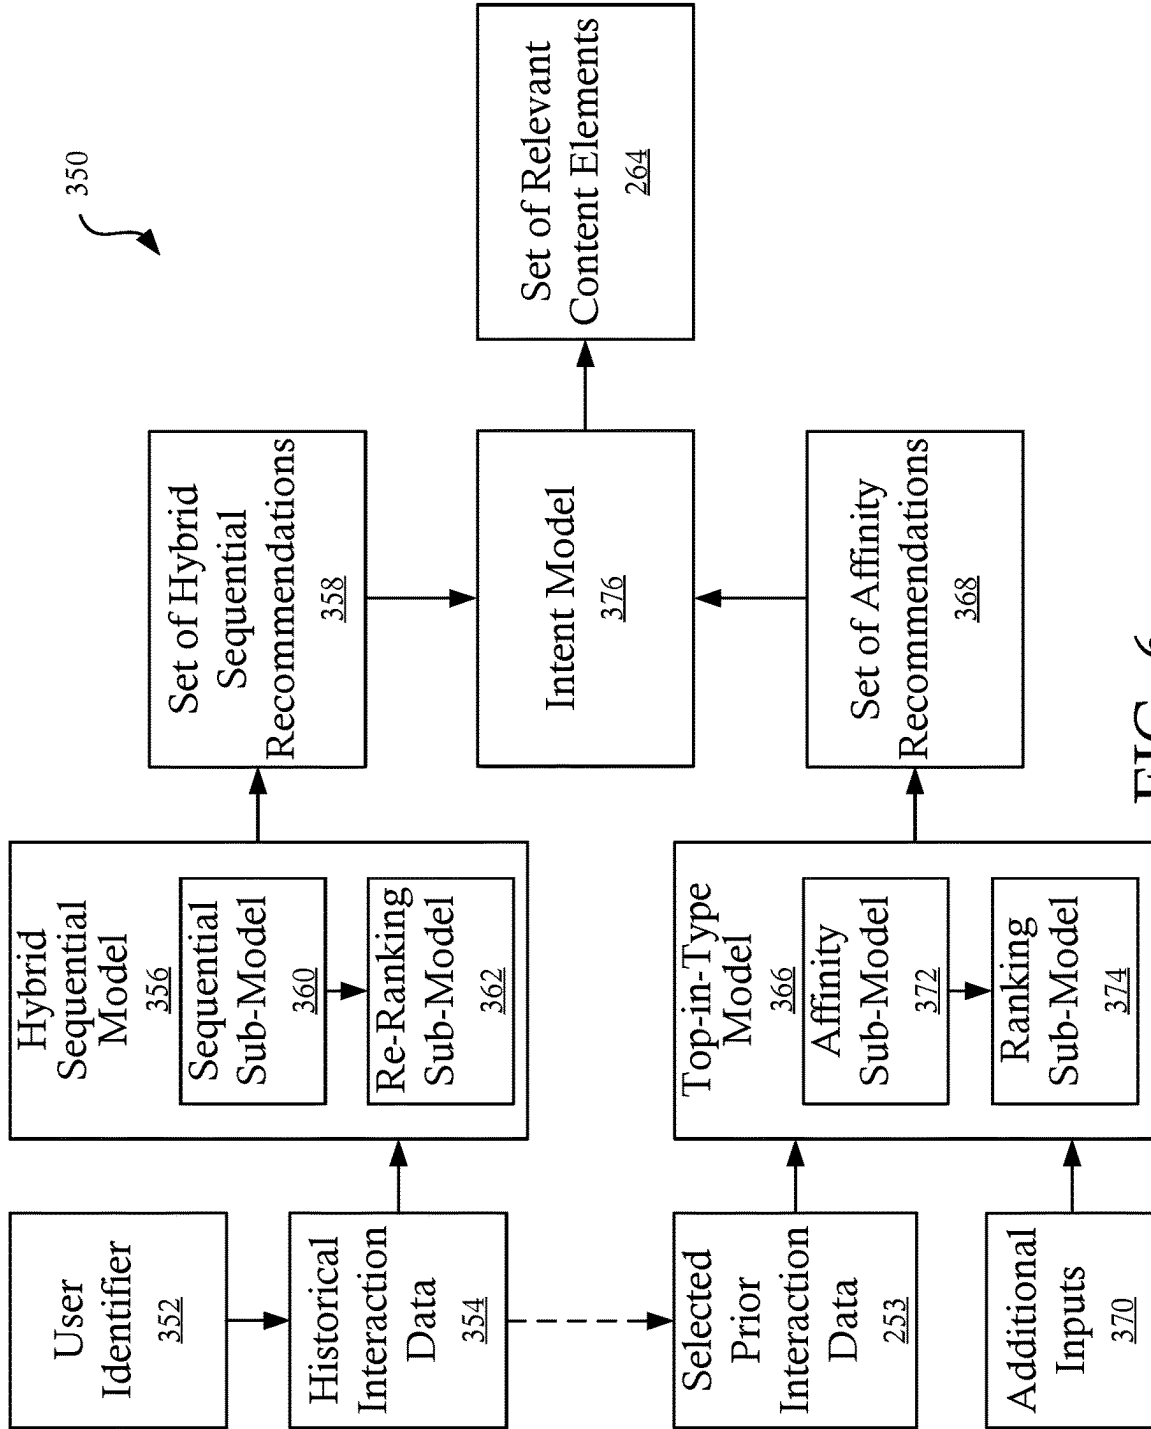 350
User
Identifier
352
Historical
Interaction
Data
354
Selected
Prior
Interaction
Data
253
Additional
Inputs
370
Hybrid
Sequential
Model
356
Sequential
Sub-Model
360
Re-Ranking
Sub-Model
362
Top-in-Type
Model
366
Affinity
Sub-Model
372
Ranking
Sub-Model
374
Set of Hybrid
Sequential
Recommendations
358
Intent Model
376
Set of Affinity
Recommendations
368
Set of Relevant
Content Elements
264
FIG